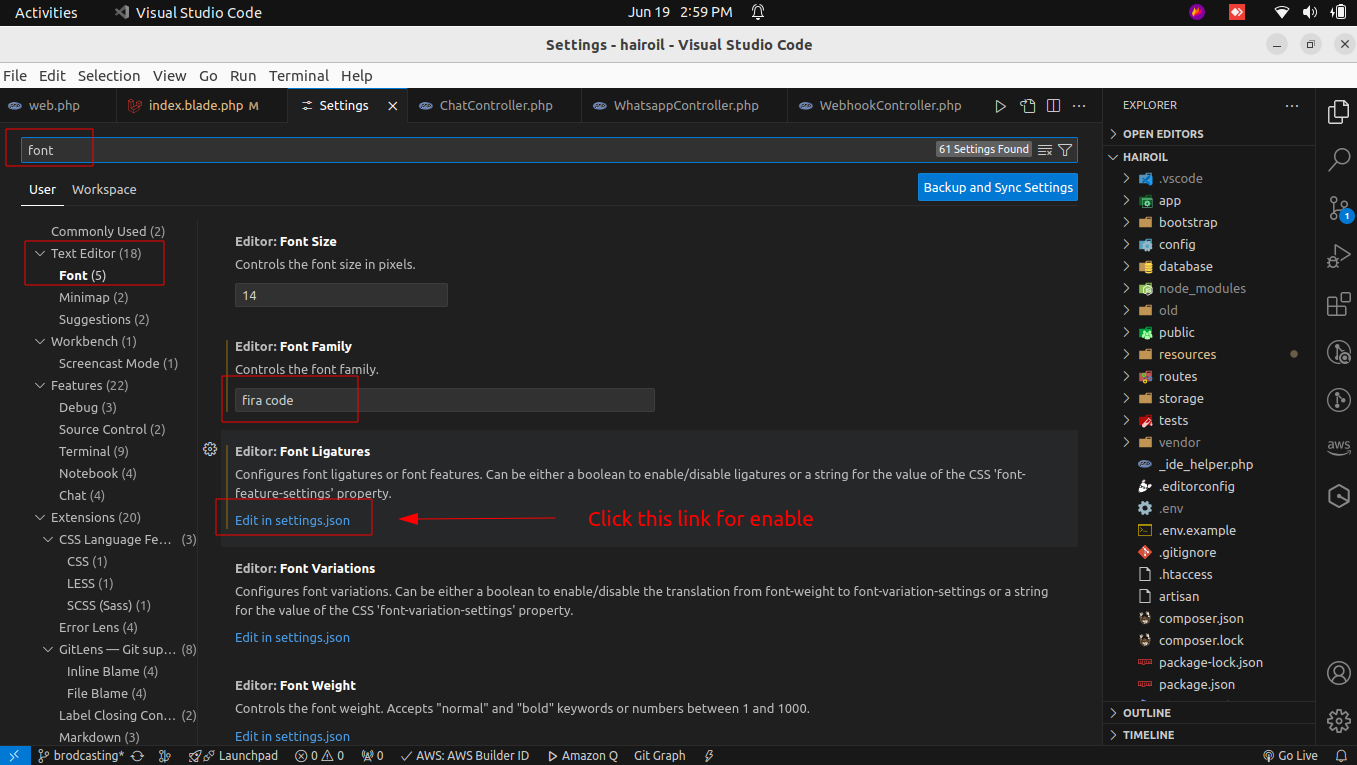 Activities
Visual Studio Code
Jun 19 2:59 PM
Settings - hairoil - Visual Studio Code
File Edit Selection View Go Run Terminal Help
web.php
index.blade.php M
Settings
ChatController.php
WhatsappController.php
WebhookController.php
font
61 Settings Found
User
Workspace
Backup and Sync Settings
Commonly Used (2)
Text Editor (18)
Font (5)
Minimap (2)
Suggestions (2)
Workbench (1)
Screencast Mode (1)
Features (22)
Debug (3)
Source Control (2)
Terminal (9)
Notebook (4)
Chat (4)
Extensions (20)
CSS Language Fe... (3)
CSS (1)
LESS (1)
SCSS (Sass) (1)
Error Lens (4)
GitLens — Git sup... (8)
Inline Blame (4)
File Blame (4)
Label Closing Con... (2)
Markdown (3)
Editor: Font Size
Controls the font size in pixels.
14
Editor: Font Family
Controls the font family.
fira code
Editor: Font Ligatures
Configures font ligatures or font features. Can be either a boolean to enable/disable ligatures or a string for the value of the CSS 'font-
feature-settings' property.
Edit in settings.json
Click this link for enable
Editor: Font Variations
Configures font variations. Can be either a boolean to enable/disable the translation from font-weight to font-variation-settings or a string
for the value of the CSS 'font-variation-settings' property.
Edit in settings.json
Editor: Font Weight
Controls the font weight. Accepts "normal" and "bold" keywords or numbers between 1 and 1000.
Edit in settings.json
EXPLORER
OPEN EDITORS
HAIROIL
.vscode
app
bootstrap
config
database
node_modules
old
public
resources
routes
storage
tests
vendor
_ide_helper.php
.editorconfig
.env
.env.example
.gitignore
.htaccess
artisan
composer.json
composer.lock
package-lock.json
package.json
OUTLINE
TIMELINE
1
aws
brodcasting*
Launchpad
0 0
0
AWS: AWS Builder ID
Amazon Q
Git Graph
Go Live